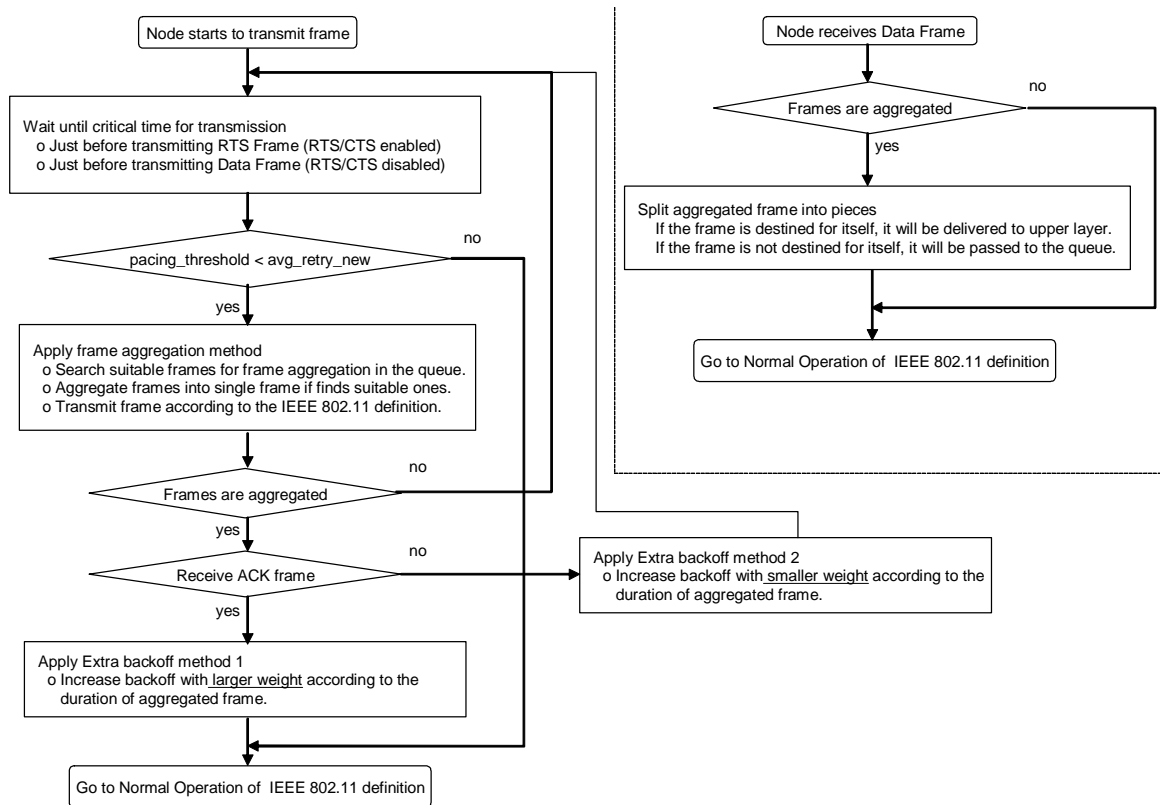 Node starts to transmit frame
Wait until critical time for transmission
o Just before transmitting RTS Frame (RTS/CTS enabled)
o Just before transmitting Data Frame (RTS/CTS disabled)
no
pacing_threshold < avg_retry_new
yes
Apply frame aggregation method
o Search suitable frames for frame aggregation in the queue.
o Aggregate frames into single frame if finds suitable ones.
o Transmit frame according to the IEEE 802.11 definition.
no
Frames are aggregated
yes
no
Receive ACK frame
yes
Apply Extra backoff method 1
o Increase backoff with larger weight according to the
duration of aggregated frame.
Go to Normal Operation of IEEE 802.11 definition
Apply Extra backoff method 2
o Increase backoff with smaller weight according to the
duration of aggregated frame.
Node receives Data Frame
no
Frames are aggregated
yes
Split aggregated frame into pieces
If the frame is destined for itself, it will be delivered to upper layer.
If the frame is not destined for itself, it will be passed to the queue.
Go to Normal Operation of IEEE 802.11 definition